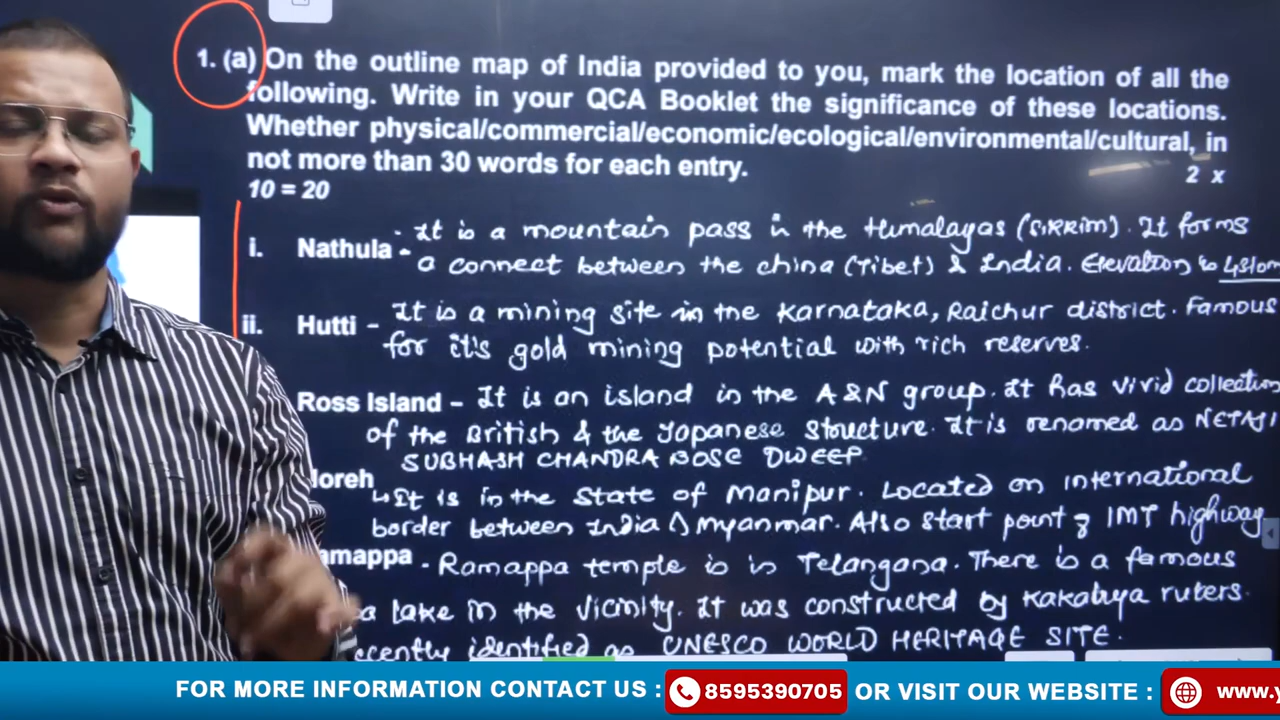 1. (a) On the outline map of India provided to you, mark the location of all the
following. Write in your QCA Booklet the significance of these locations.
Whether physical/commercial/economic/ecological/environmental/cultural, in
not more than 30 words for each entry. 2 x
10 = 20
i. Nathula - It is a mountain pass in the Himalayas (Sikkim). It forms
a connect between the china (Tibet) & India. Elevation is 4310m
ii. Hutti - It is a mining site in the Karnataka, Raichur district. Famous
for it's gold mining potential with rich reserves.
Ross Island - It is an island in the A&N group. It has vivid collection
of the British & the Japanese structure. It is renamed as NETAJI
SUBHASH CHANDRA BOSE DWEEP.
oreh
It is in the State of Manipur. Located on international
border between India & Myanmar. Also start point of IMT highway
amappa - Ramappa temple is in Telangana. There is a famous
a lake in the vicinity. It was constructed by Kakatiya rulers.
ecently identified as UNESCO WORLD HERITAGE SITE.
FOR MORE INFORMATION CONTACT US : 8595390705 OR VISIT OUR WEBSITE : www.y